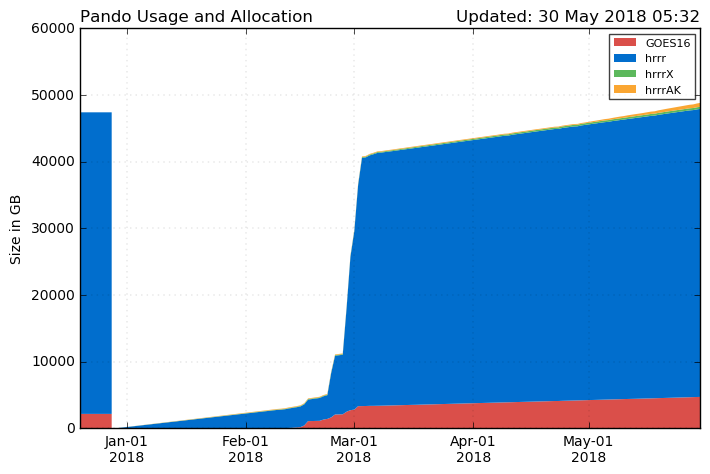 Pando Usage and Allocation Updated: 30 May 2018 05:32
60000
50000
40000
30000
20000
10000
0
Size in GB
GOES16
hrrr
hrrrX
hrrrAK
Jan-01 Feb-01 Mar-01 Apr-01 May-01
2018 2018 2018 2018 2018